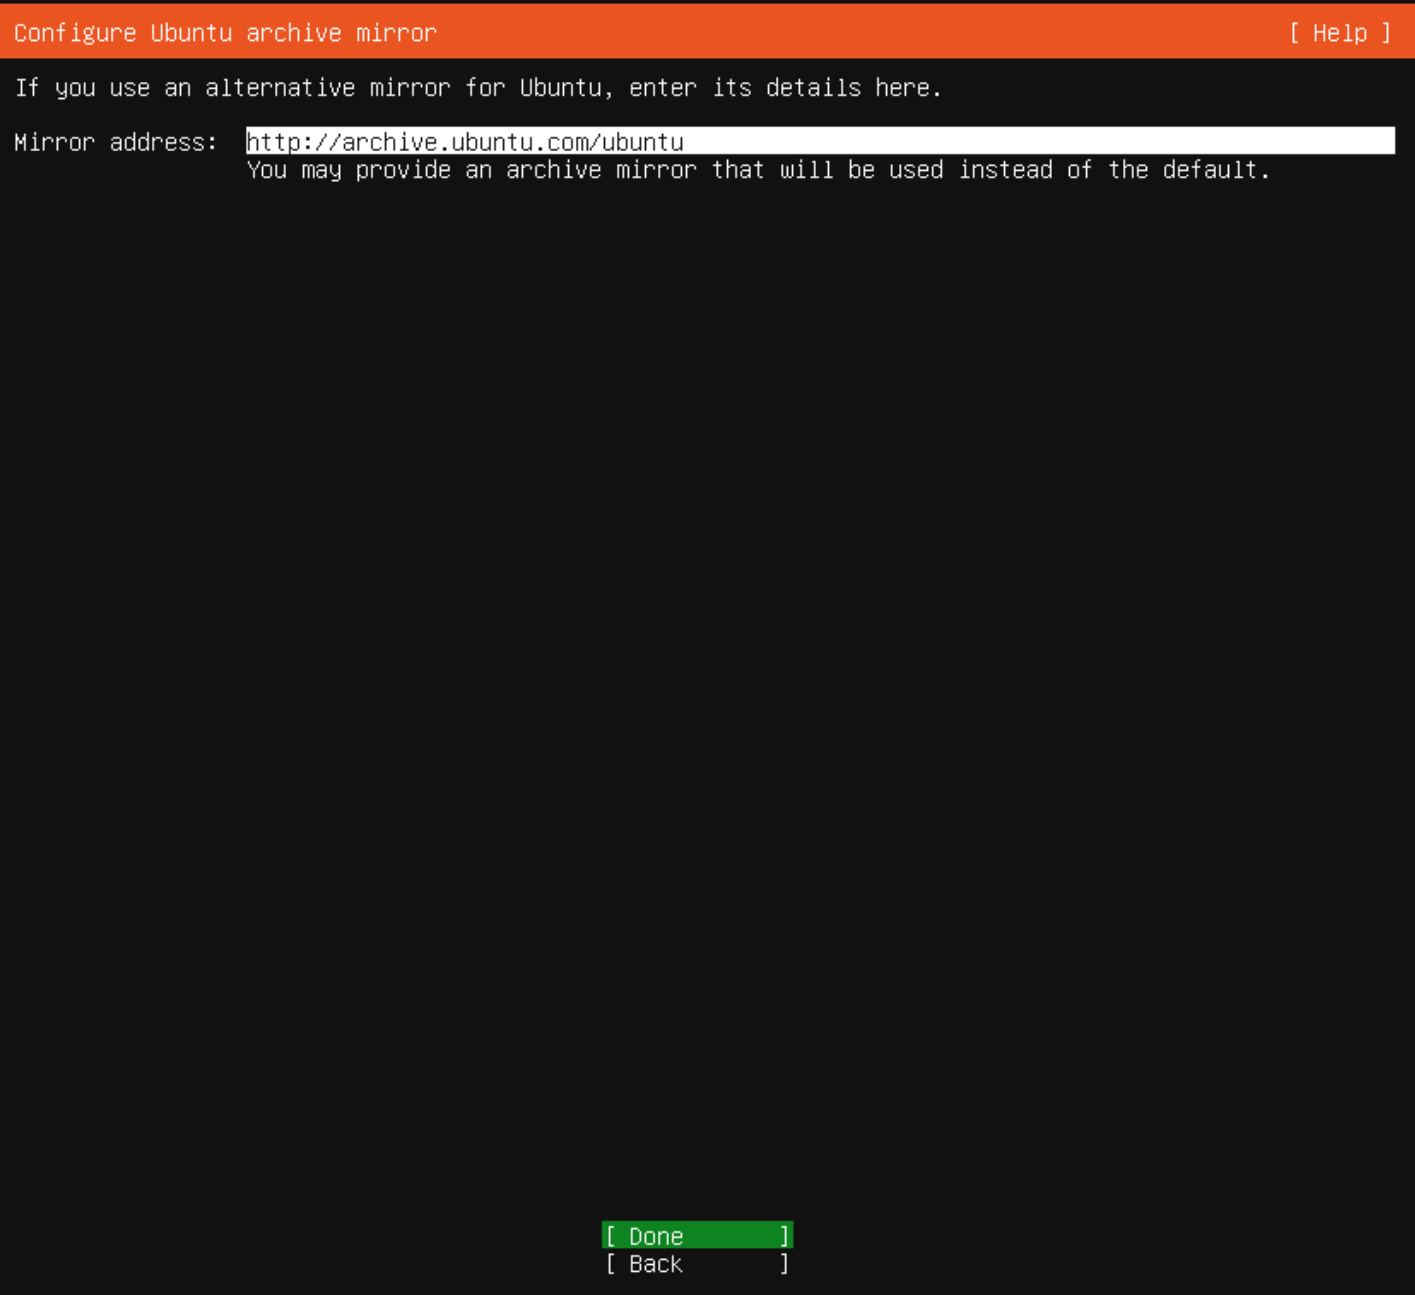 Configure Ubuntu archive mirror [ Help ]
If you use an alternative mirror for Ubuntu, enter its details here.
Mirror address: http://archive.ubuntu.com/ubuntu
You may provide an archive mirror that will be used instead of the default.
[ Done ]
[ Back ]